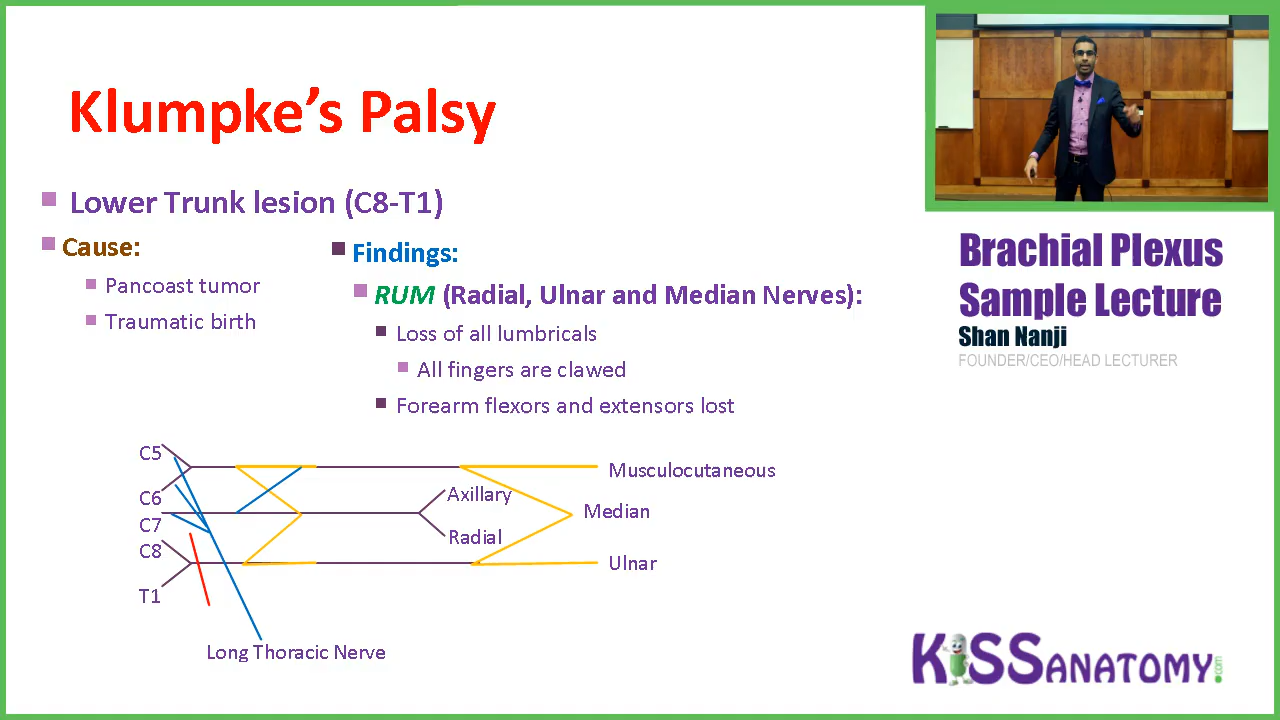 Klumpke's Palsy
Lower Trunk lesion (C8-T1)
Cause:
Pancoast tumor
Traumatic birth
Findings:
RUM (Radial, Ulnar and Median Nerves):
Loss of all lumbricals
All fingers are clawed
Forearm flexors and extensors lost
C5
C6
C7
C8
T1
Musculocutaneous
Axillary
Median
Radial
Ulnar
Long Thoracic Nerve
Brachial Plexus
Sample Lecture
Shan Nanji
FOUNDER/CEO/HEAD LECTURER
KiSSANATOMY.com